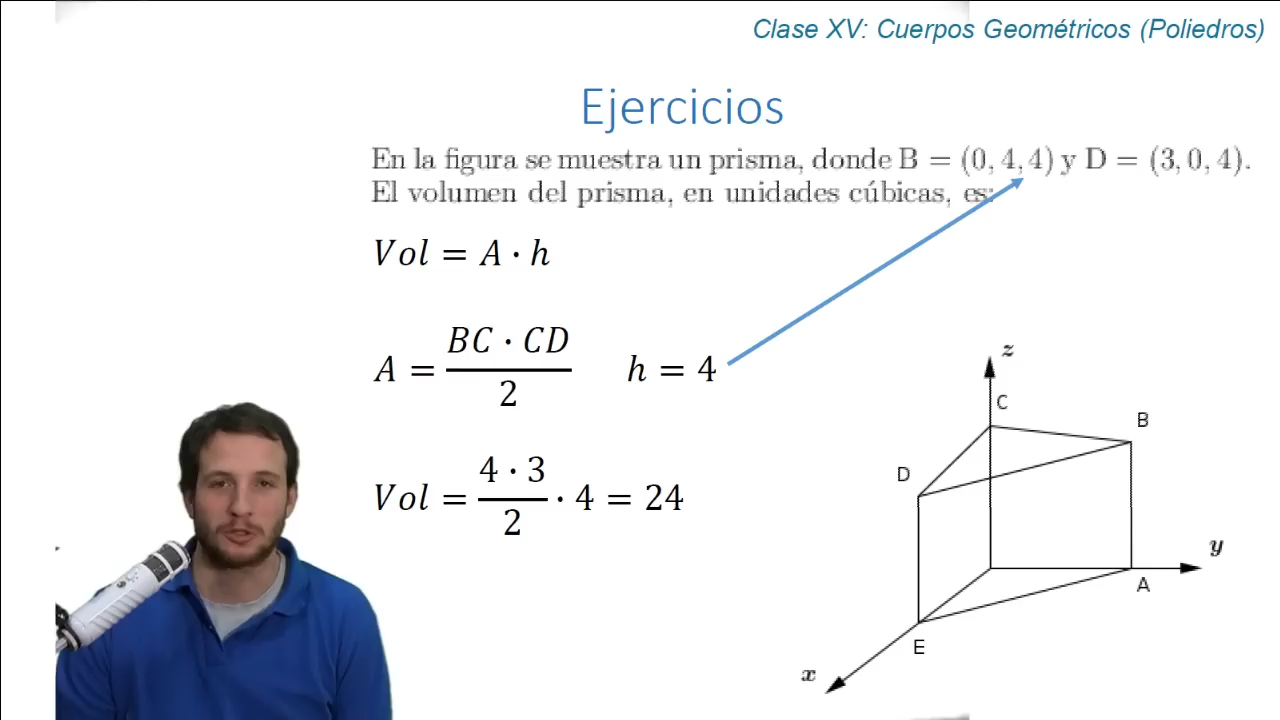 Clase XV: Cuerpos Geométricos (Poliedros)
Ejercicios
En la figura se muestra un prisma, donde B = (0, 4, 4) y D = (3, 0, 4).
El volumen del prisma, en unidades cúbicas, es:
Vol = A · h
A = BC · CD / 2    h = 4
Vol = 4 · 3 / 2 · 4 = 24
z
C
B
D
y
A
E
x